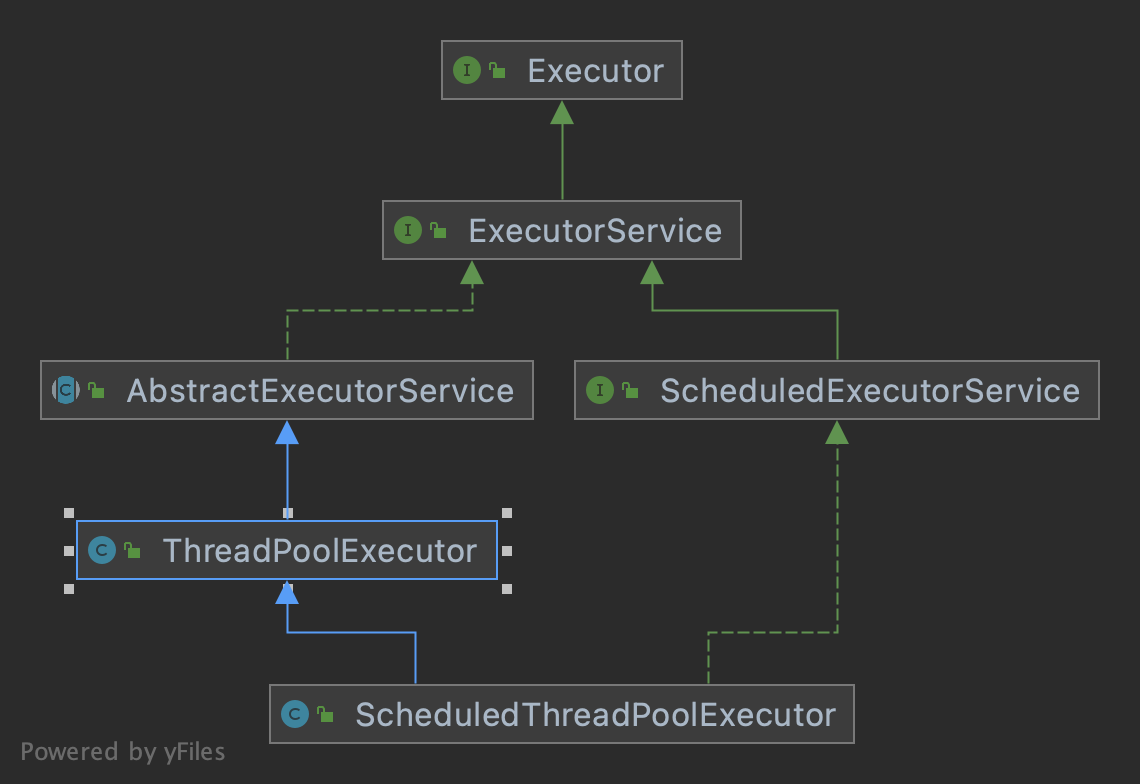 I Executor
I ExecutorService
C AbstractExecutorService
I ScheduledExecutorService
C ThreadPoolExecutor
C ScheduledThreadPoolExecutor
Powered by yFiles